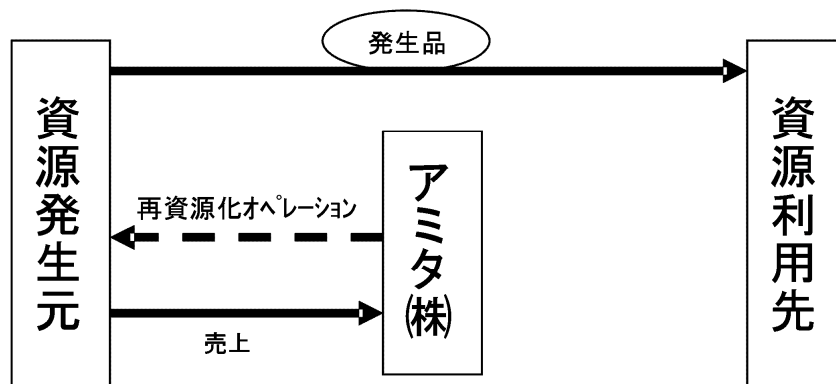 発生品
資源発生元
再資源化ｵﾍﾟﾚｰｼｮﾝ
売上
アミタ㈱
資源利用先